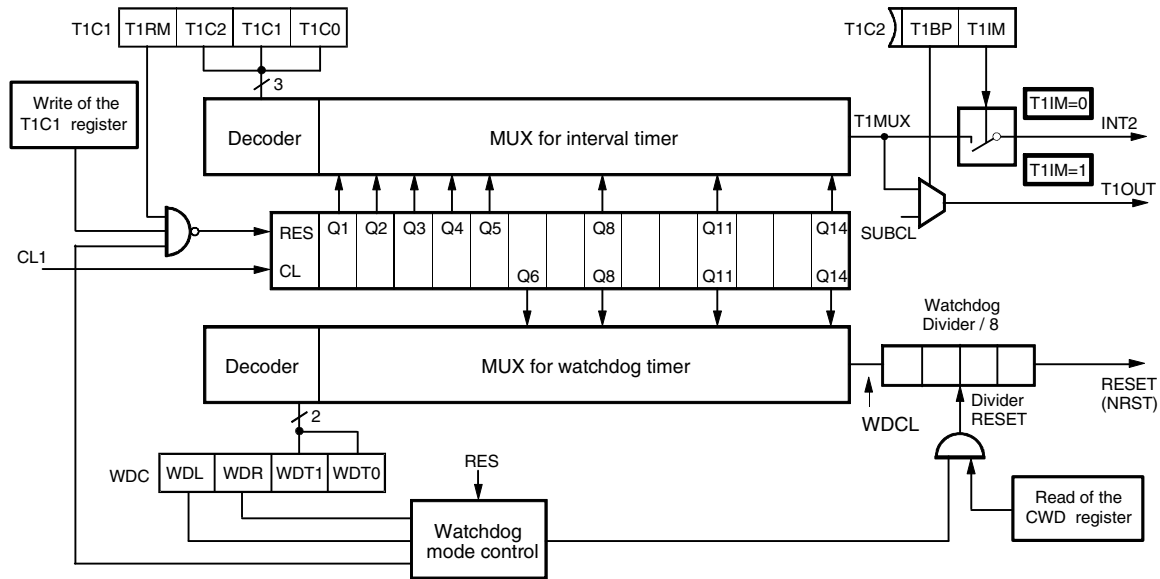 T1C1 T1RM T1C2 T1C1 T1C0
T1C2 T1BP T1IM
3
Write of the
T1C1 register
Decoder
MUX for interval timer
T1MUX
T1IM=0
INT2
T1IM=1
T1OUT
SUBCL
RES Q1 Q2 Q3 Q4 Q5 Q8 Q11 Q14
CL1
CL Q6 Q8 Q11 Q14
Watchdog
Divider / 8
Decoder
MUX for watchdog timer
RESET
(NRST)
Divider
RESET
WDCL
2
WDC WDL WDR WDT1 WDT0
RES
Watchdog
mode control
Read of the
CWD register